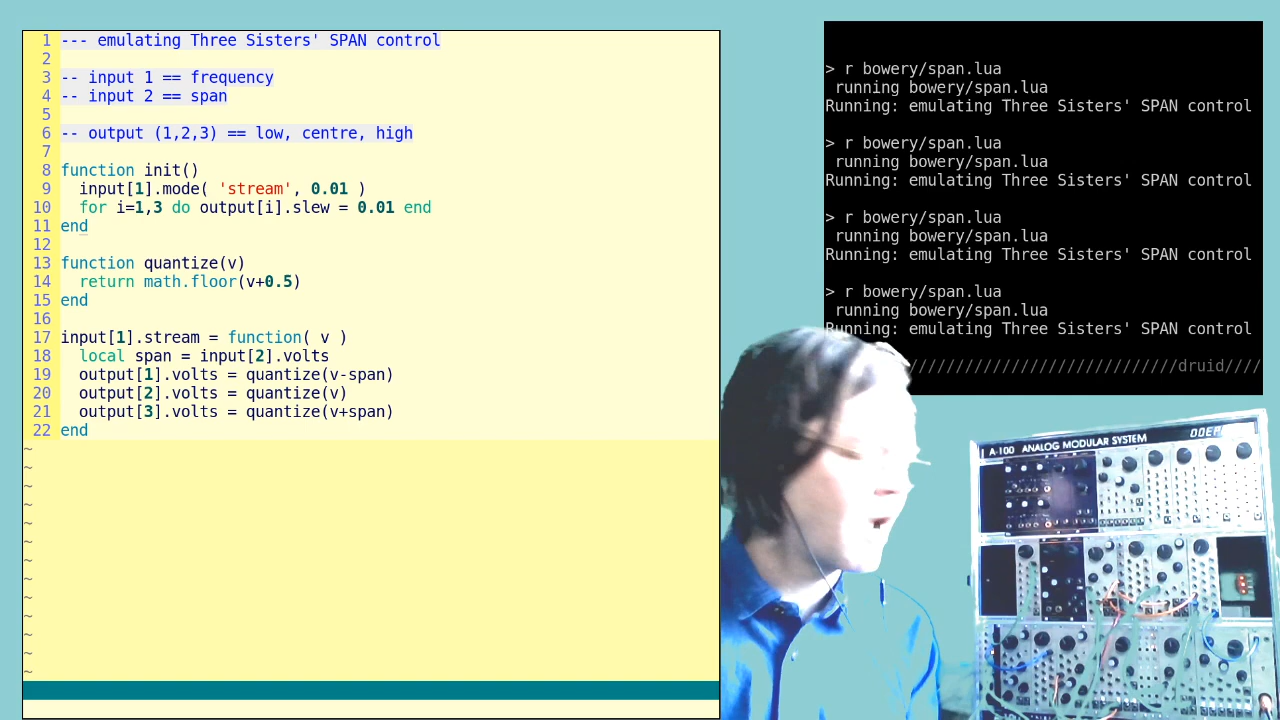 1 --- emulating Three Sisters' SPAN control
2
3 -- input 1 == frequency
4 -- input 2 == span
5
6 -- output (1,2,3) == low, centre, high
7
8 function init()
9   input[1].mode( 'stream', 0.01 )
10   for i=1,3 do output[i].slew = 0.01 end
11 end
12
13 function quantize(v)
14   return math.floor(v+0.5)
15 end
16
17 input[1].stream = function( v )
18   local span = input[2].volts
19   output[1].volts = quantize(v-span)
20   output[2].volts = quantize(v)
21   output[3].volts = quantize(v+span)
22 end
~
~
~
~
~
~
~
~
~
~
~
~
~
> r bowery/span.lua
 running bowery/span.lua
Running: emulating Three Sisters' SPAN control

> r bowery/span.lua
 running bowery/span.lua
Running: emulating Three Sisters' SPAN control

> r bowery/span.lua
 running bowery/span.lua
Running: emulating Three Sisters' SPAN control

> r bowery/span.lua
 running bowery/span.lua
Running: emulating Three Sisters' SPAN control

/////////////////////////////druid////
A-100 ANALOG MODULAR SYSTEM